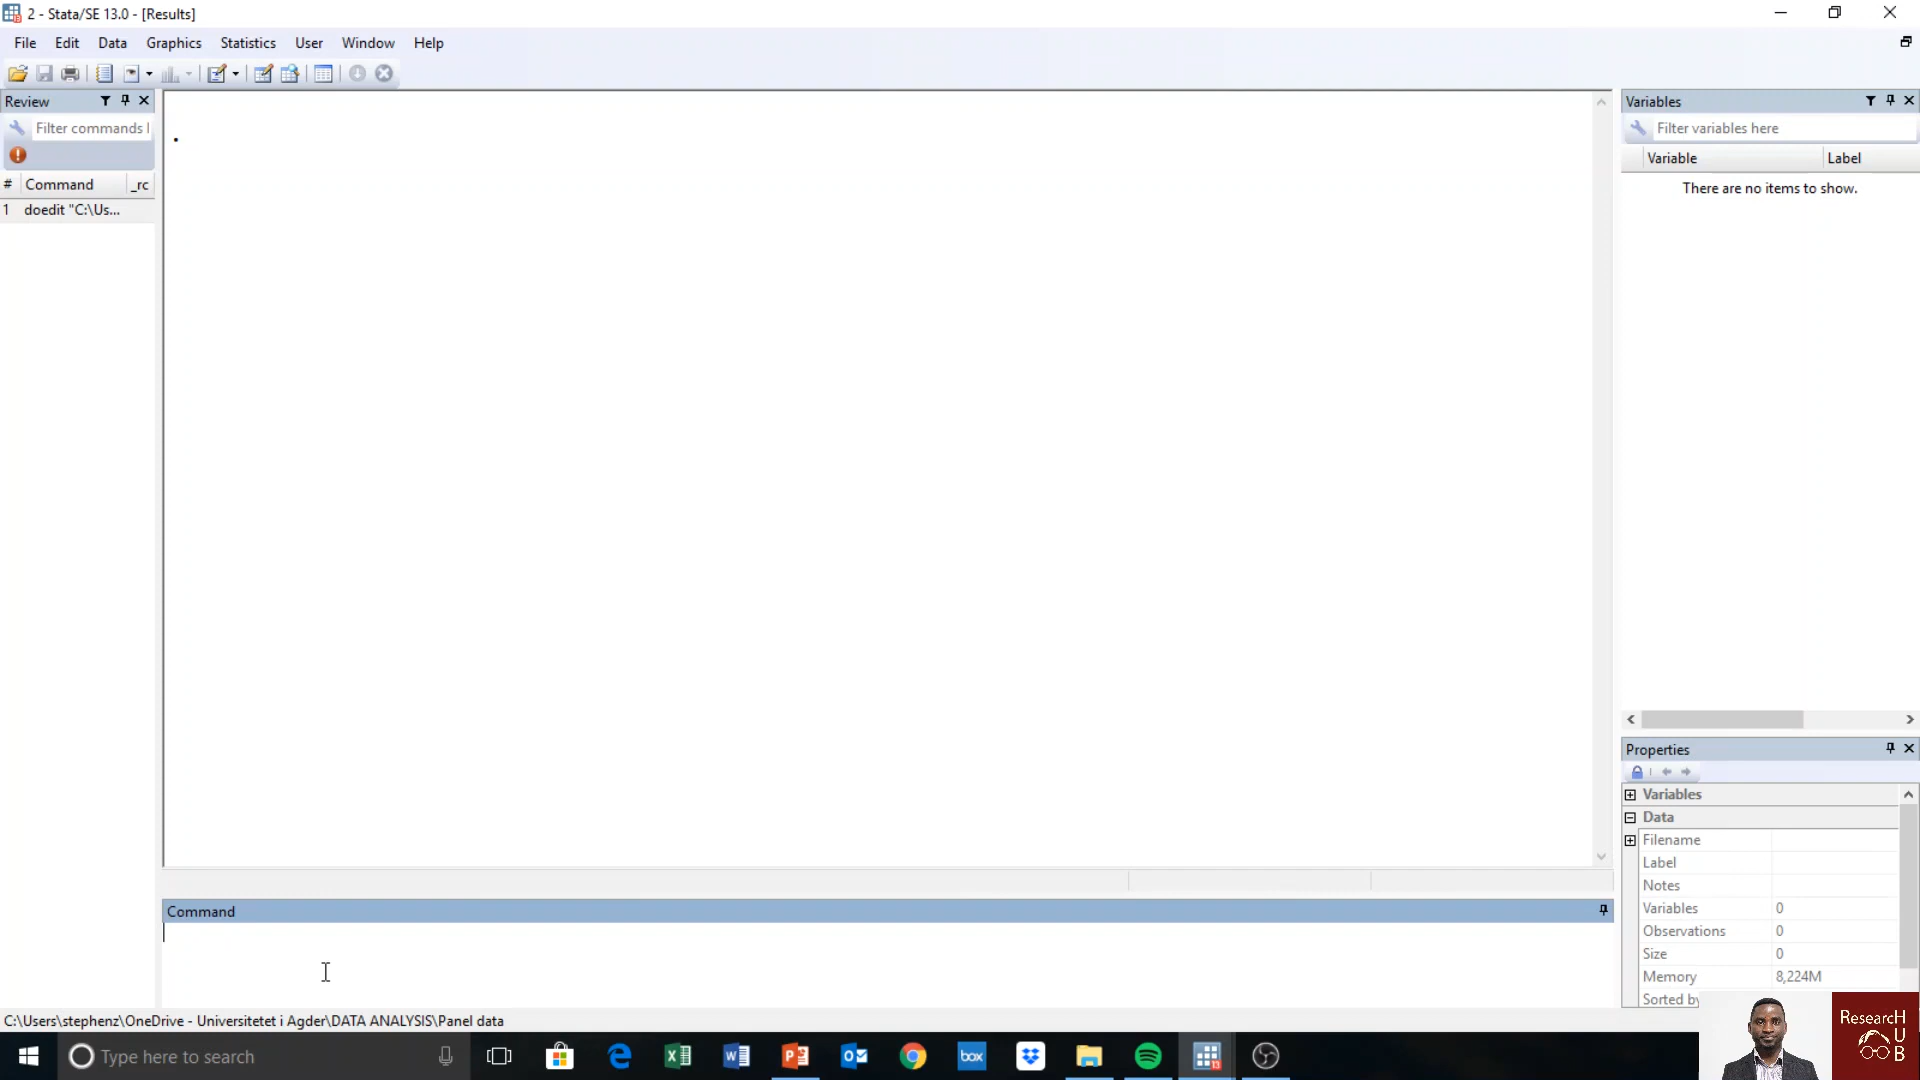 2 - Stata/SE 13.0 - [Results]
File Edit Data Graphics Statistics User Window Help
Review
Filter commands
# Command _rc
1 doedit "C:\Us...
.
Variables
Filter variables here
Variable Label
There are no items to show.
Properties
Variables
Data
Filename
Label
Notes
Variables 0
Observations 0
Size 0
Memory 8,224M
Sorted by
Command
C:\Users\stephenz\OneDrive - Universitetet i Agder\DATA ANALYSIS\Panel data
Type here to search
box
ResearcH
U
B